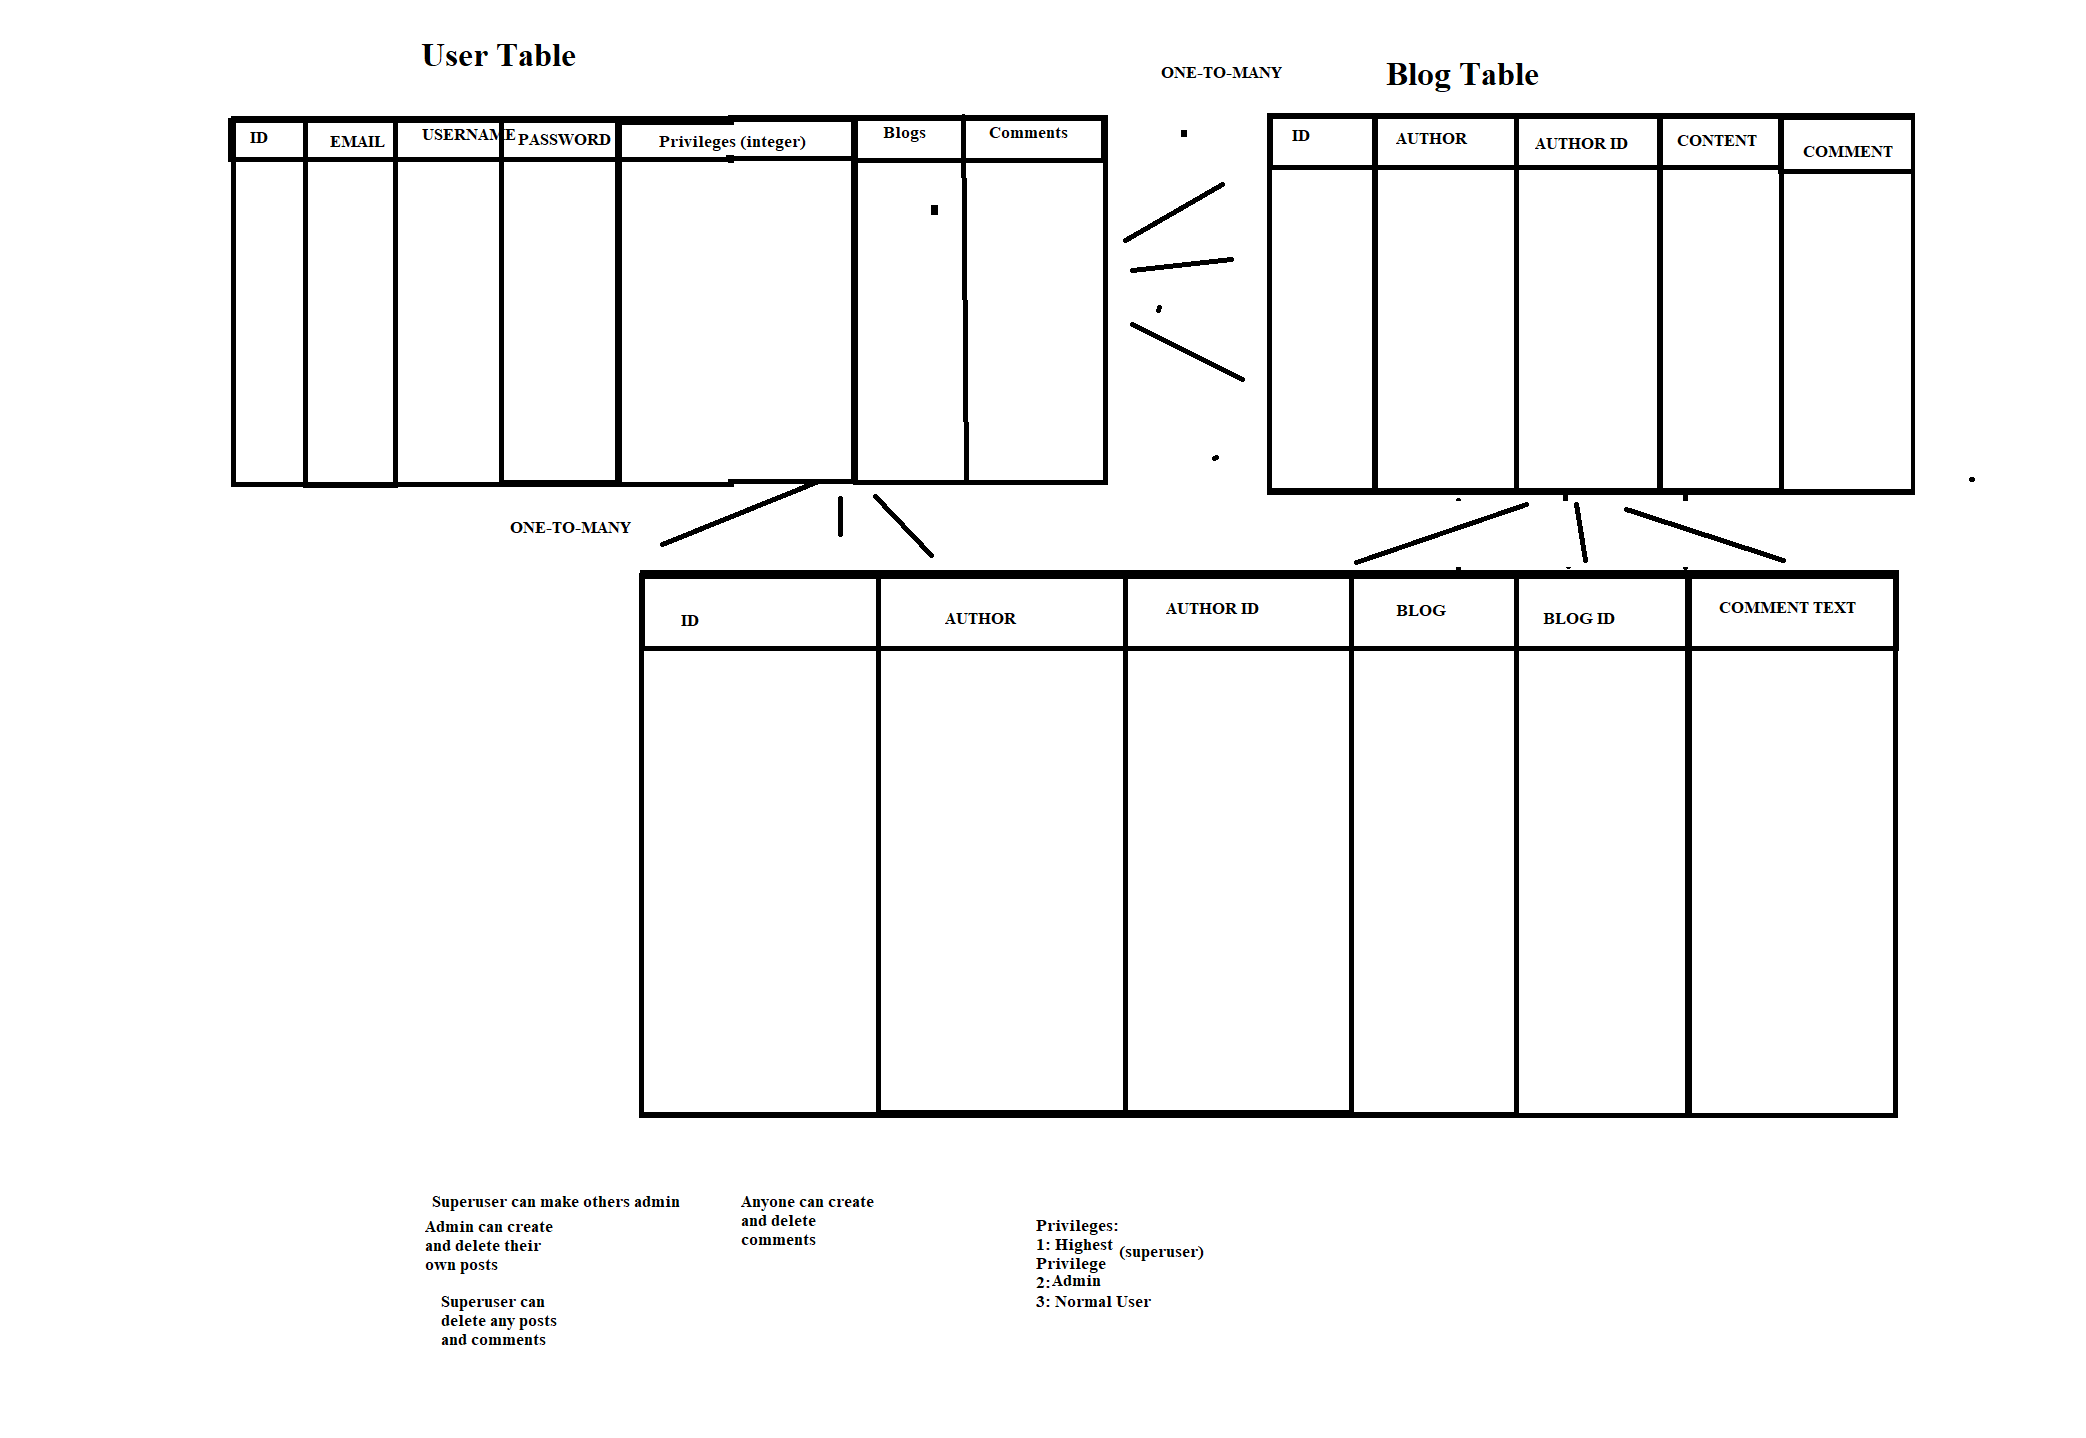 User Table
ONE-TO-MANY
Blog Table
ID
EMAIL
USERNAME
PASSWORD
Privileges (integer)
Blogs
Comments
ID
AUTHOR
AUTHOR ID
CONTENT
COMMENT
ONE-TO-MANY
ID
AUTHOR
AUTHOR ID
BLOG
BLOG ID
COMMENT TEXT
Superuser can make others admin
Admin can create
and delete their
own posts
Superuser can
delete any posts
and comments
Anyone can create
and delete
comments
Privileges:
1: Highest (superuser)
Privilege
2: Admin
3: Normal User